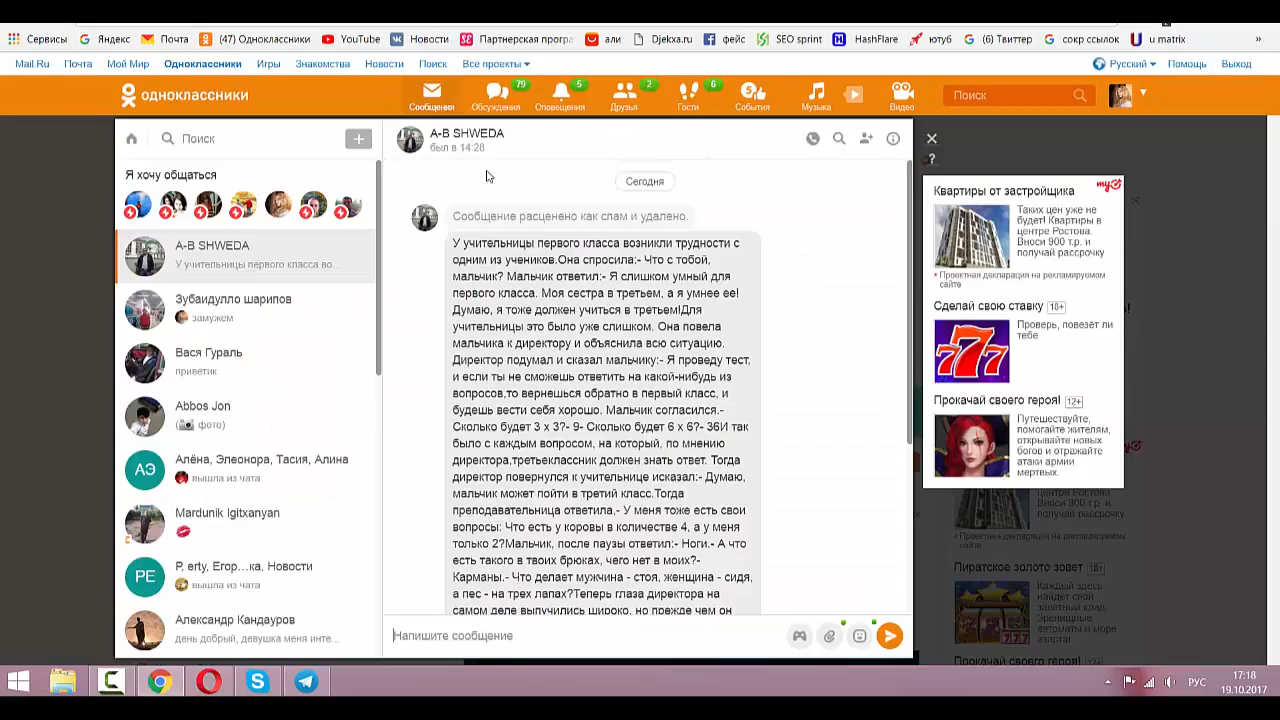 Сервисы
Яндекс
Почта
(47) Одноклассники
YouTube
Новости
Партнерская прогр
али
Djekxa.ru
фейс
SEO sprint
HashFlare
ютуб
(6) Твиттер
сокр ссылок
u matrix
»
Mail.Ru
Почта
Мой Мир
Одноклассники
Игры
Знакомства
Новости
Поиск
Все проекты
Русский
Помощь
Выход
одноклассники
Сообщения
Обсуждения
79
Оповещения
5
Друзья
2
Гости
6
События
5
Музыка
Видео
Поиск
Поиск
Я хочу общаться
A-B SHWEDA
У учительницы первого класса во...
Зубаидулло шарипов
замужем
Вася Гураль
приветик
Abbos Jon
( фото)
АЭ
Алёна, Элеонора, Тасия, Алина
вышла из чата
Mardunik Igitxanyan
РЕ
P, erty, Егор…ка, Новости
вышла из чата
Александр Кандауров
день добрый, девушка меня инте...
A-B SHWEDA
был в 14:28
Сегодня
Сообщение расценено как спам и удалено.
У учительницы первого класса возникли трудности с
одним из учеников.Она спросила:- Что с тобой,
мальчик? Мальчик ответил:- Я слишком умный для
первого класса. Моя сестра в третьем, а я умнее ее!
Думаю, я тоже должен учиться в третьем!Для
учительницы это было уже слишком. Она повела
мальчика к директору и объяснила всю ситуацию.
Директор подумал и сказал мальчику:- Я проведу тест,
и если ты не сможешь ответить на какой-нибудь из
вопросов,то вернешься обратно в первый класс, и
будешь вести себя хорошо. Мальчик согласился.-
Сколько будет 3 х 3?- 9- Сколько будет 6 х 6?- 36И так
было с каждым вопросом, на который, по мнению
директора,третьеклассник должен знать ответ. Тогда
директор повернулся к учительнице исказал:- Думаю,
мальчик может пойти в третий класс.Тогда
преподавательница ответила,- У меня тоже есть свои
вопросы: Что есть у коровы в количестве 4, а у меня
только 2?Мальчик, после паузы ответил:- Ноги.- А что
есть такого в твоих брюках, чего нет в моих?-
Карманы.- Что делает мужчина - стоя, женщина - сидя,
а пес - на трех лапах?Теперь глаза директора на
самом деле выпучились широко, но прежде чем он
Напишите сообщение
?
Квартиры от застройщика
Таких цен уже не
будет! Квартиры в
центре Ростова.
Вноси 900 т.р. и
получай рассрочку
* Проектная декларация на рекламируемом
сайте
Сделай свою ставку 18+
777
Проверь, повезёт ли
тебе
Прокачай своего героя! 12+
Путешествуйте,
помогайте жителям,
открывайте новых
богов и отражайте
атаки армии
мертвых.
центре Ростова.
Вноси 900 т.р. и
получай рассрочку
* Проектная декларация на рекламируемом
сайте
Пиратское золото зовет 18+
Каждый здесь
найдет свой
заветный клад.
Зрелищные
автоматы и море
азарта!
Прокачай своего героя! 12+
РУС
17:18
19.10.2017